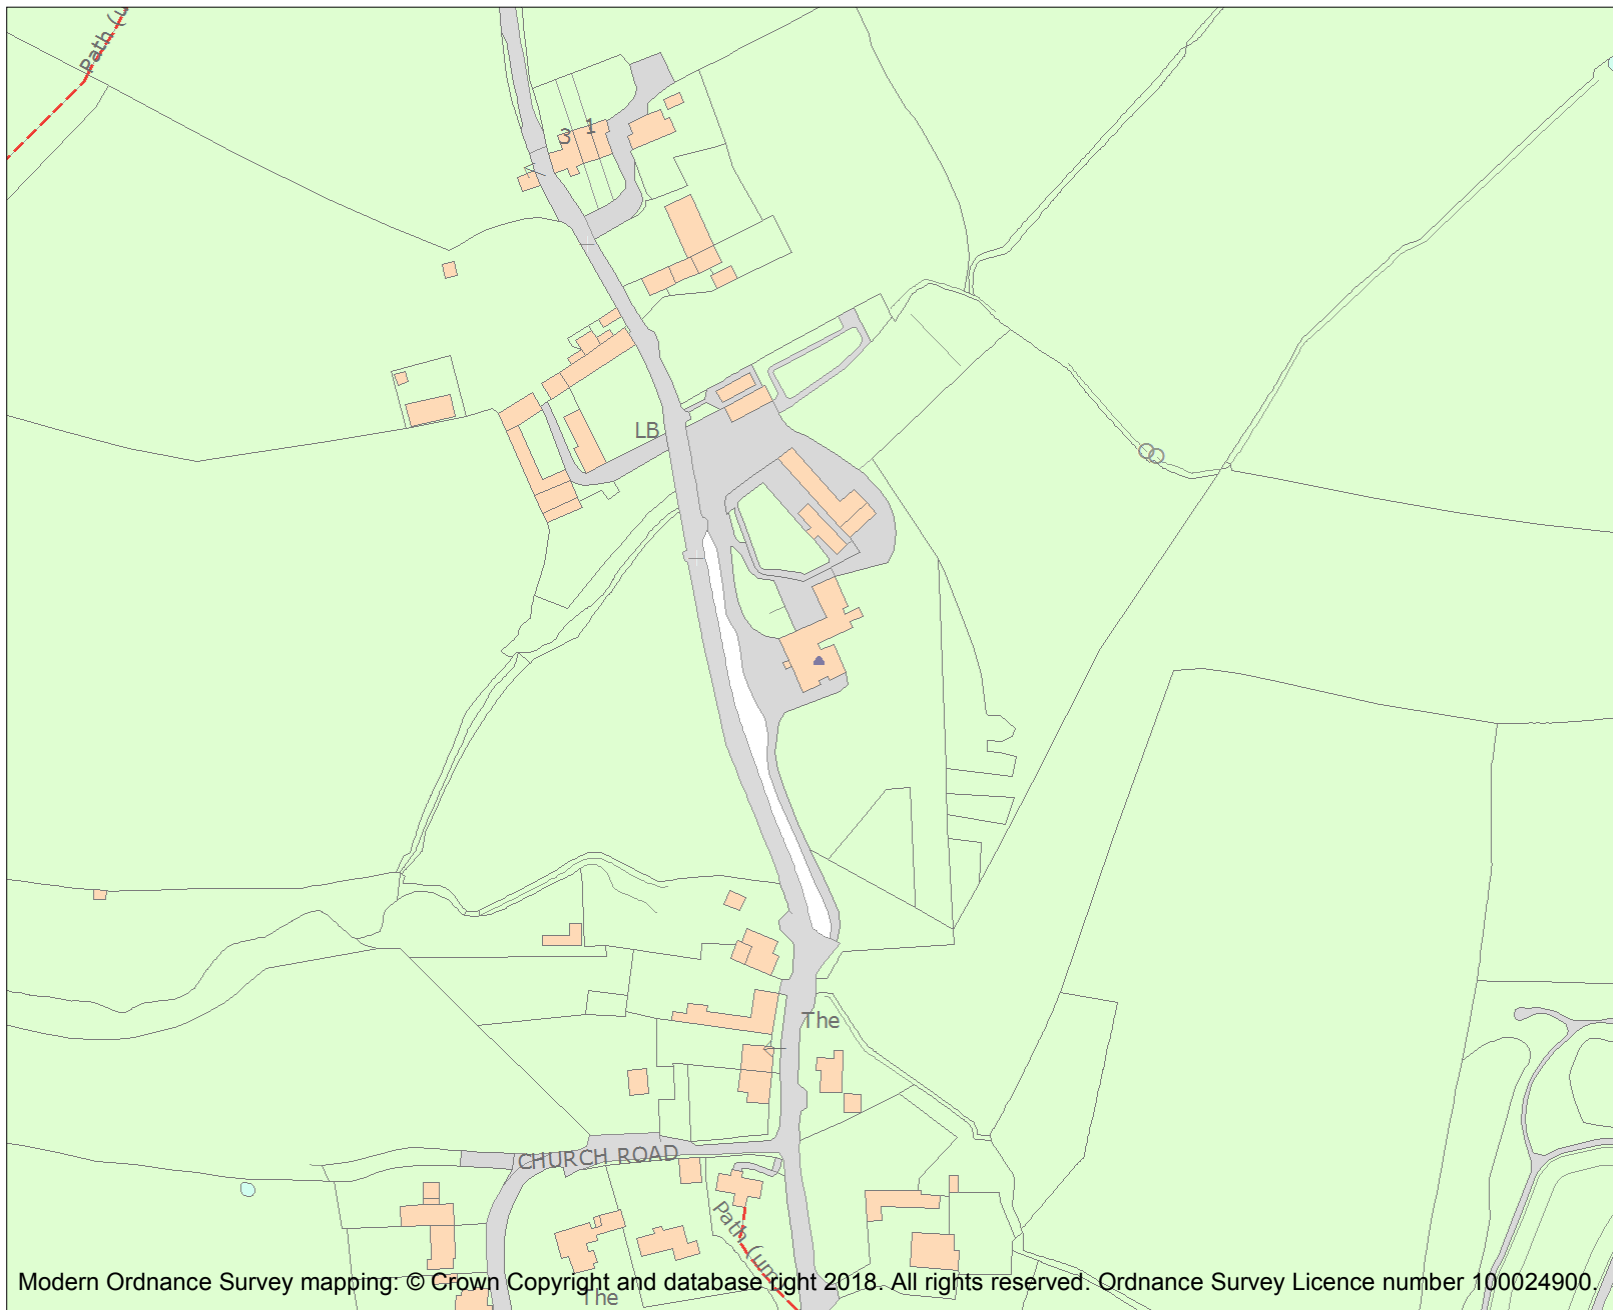 Path (u
3 1
LB
The
CHURCH ROAD
Path (um
The
Modern Ordnance Survey mapping: © Crown Copyright and database right 2018. All rights reserved. Ordnance Survey Licence number 100024900.